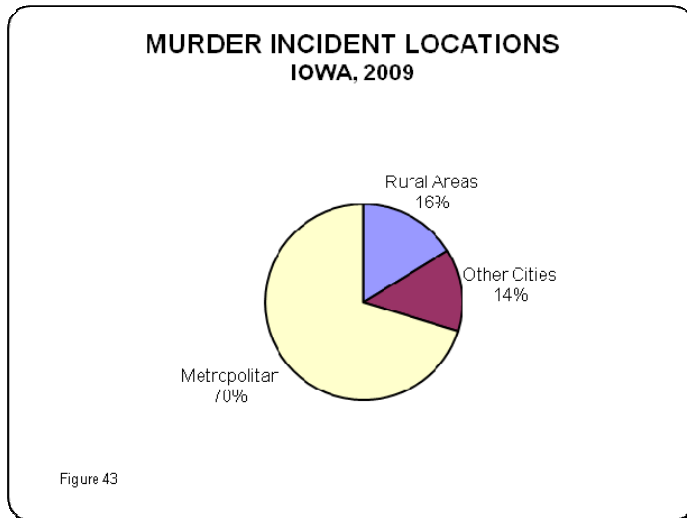 MURDER INCIDENT LOCATIONS
IOWA, 2009
Rural Areas
16%
Other Cities
14%
Metropolitan
70%
Figure 43